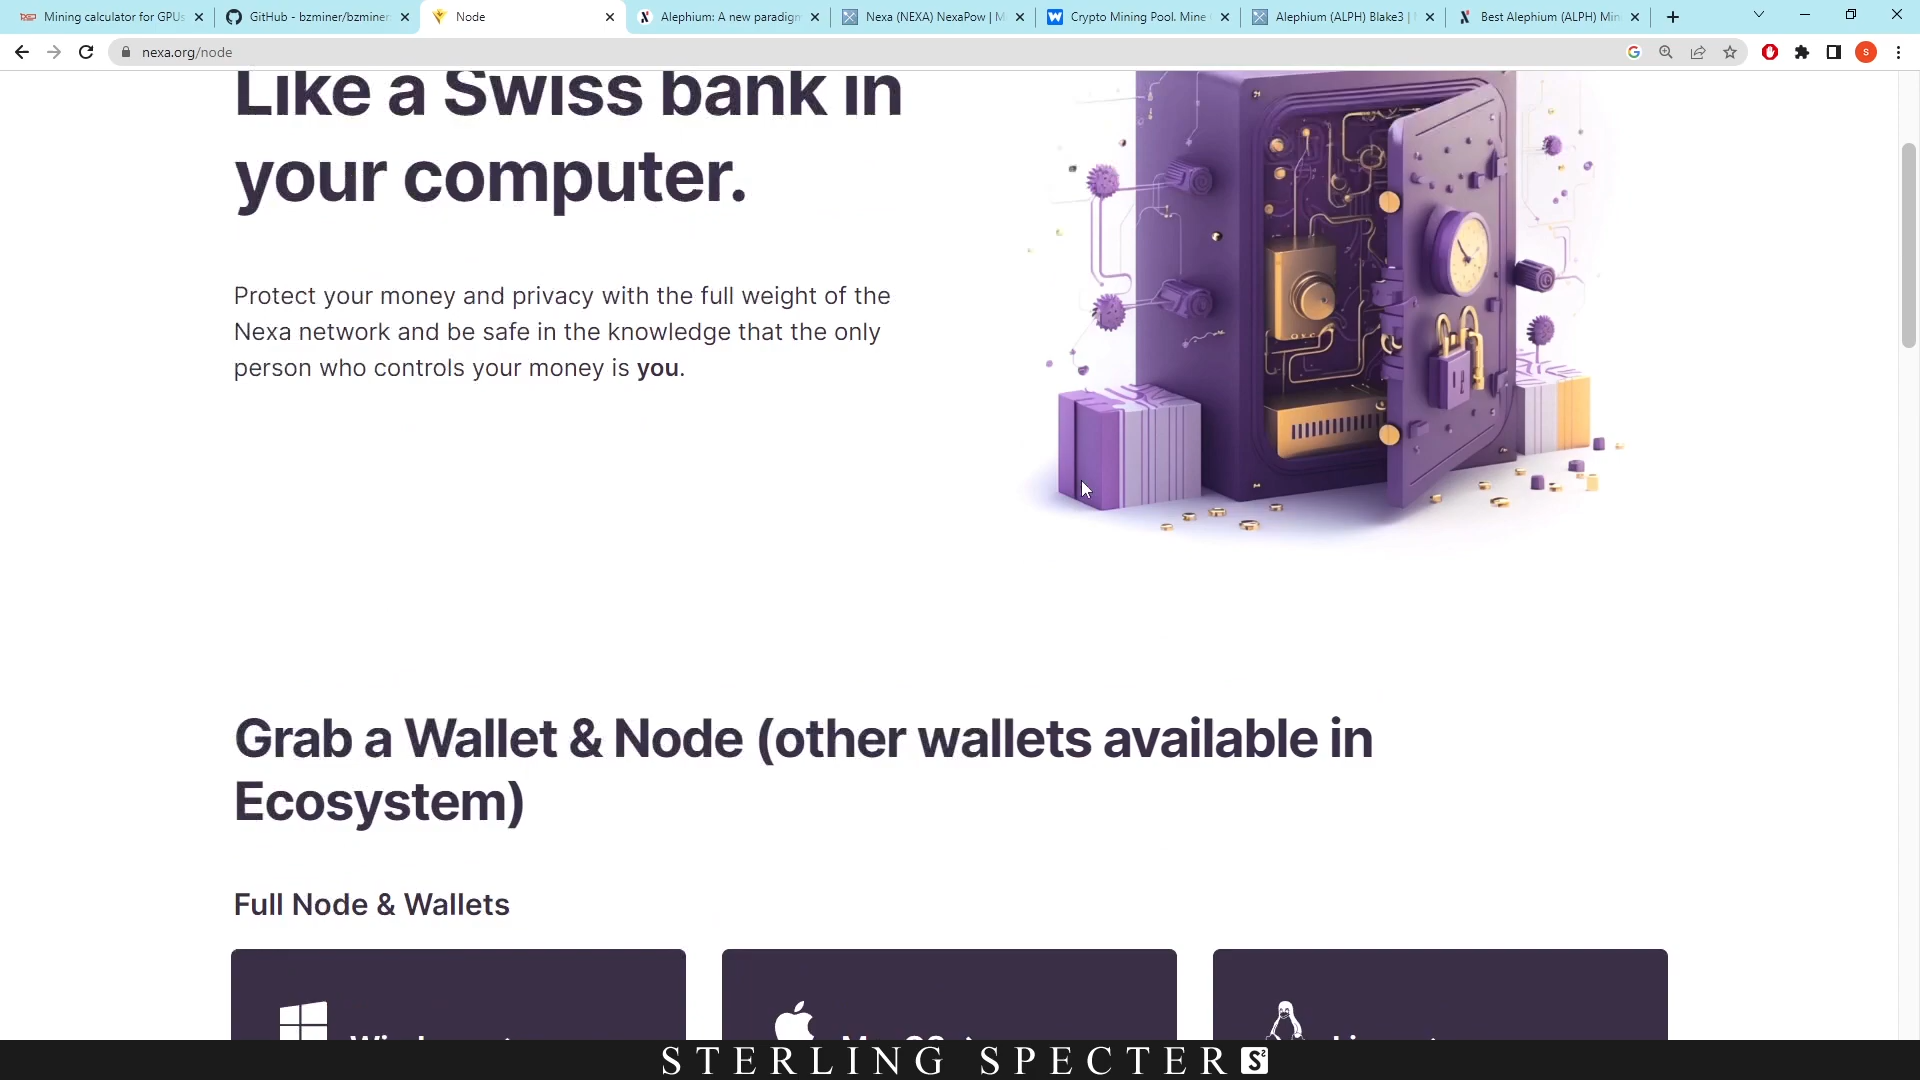 Mining calculator for GPUs
GitHub - bzminer/bzminer
Node
Alephium: A new paradigm
Nexa (NEXA) NexaPow | M
Crypto Mining Pool. Mine
Alephium (ALPH) Blake3 |
Best Alephium (ALPH) Min
nexa.org/node
S
Like a Swiss bank in
your computer.
Protect your money and privacy with the full weight of the
Nexa network and be safe in the knowledge that the only
person who controls your money is you.
Grab a Wallet & Node (other wallets available in
Ecosystem)
Full Node & Wallets
STERLING SPECTER S²